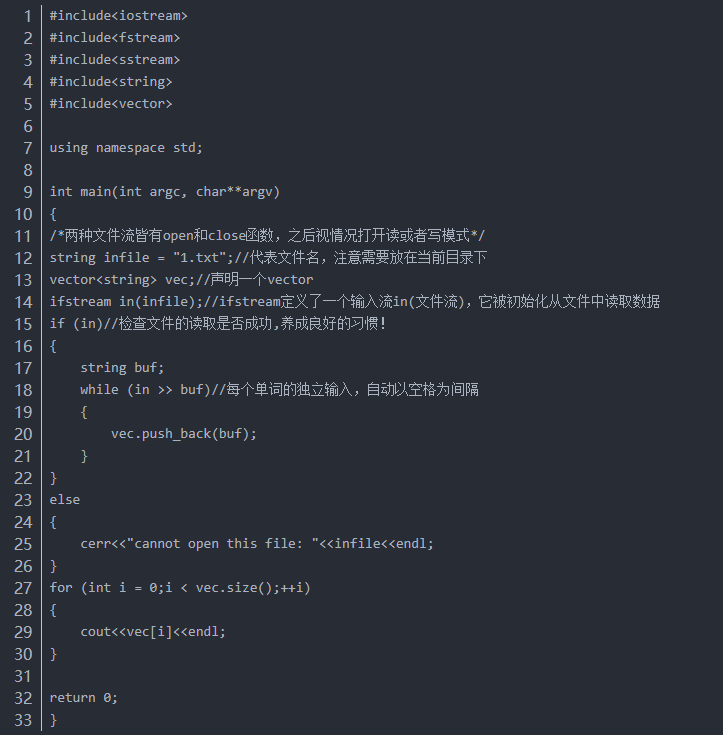 1 #include<iostream>
2 #include<fstream>
3 #include<sstream>
4 #include<string>
5 #include<vector>
6
7 using namespace std;
8
9 int main(int argc, char**argv)
10 {
11 /*两种文件流皆有open和close函数，之后视情况打开读或者写模式*/
12 string infile = "1.txt";//代表文件名，注意需要放在当前目录下
13 vector<string> vec;//声明一个vector
14 ifstream in(infile);//ifstream定义了一个输入流in(文件流)，它被初始化从文件中读取数据
15 if (in)//检查文件的读取是否成功,养成良好的习惯！
16 {
17     string buf;
18     while (in >> buf)//每个单词的独立输入，自动以空格为间隔
19     {
20         vec.push_back(buf);
21     }
22 }
23 else
24 {
25     cerr<<"cannot open this file: "<<infile<<endl;
26 }
27 for (int i = 0;i < vec.size();++i)
28 {
29     cout<<vec[i]<<endl;
30 }
31
32 return 0;
33 }